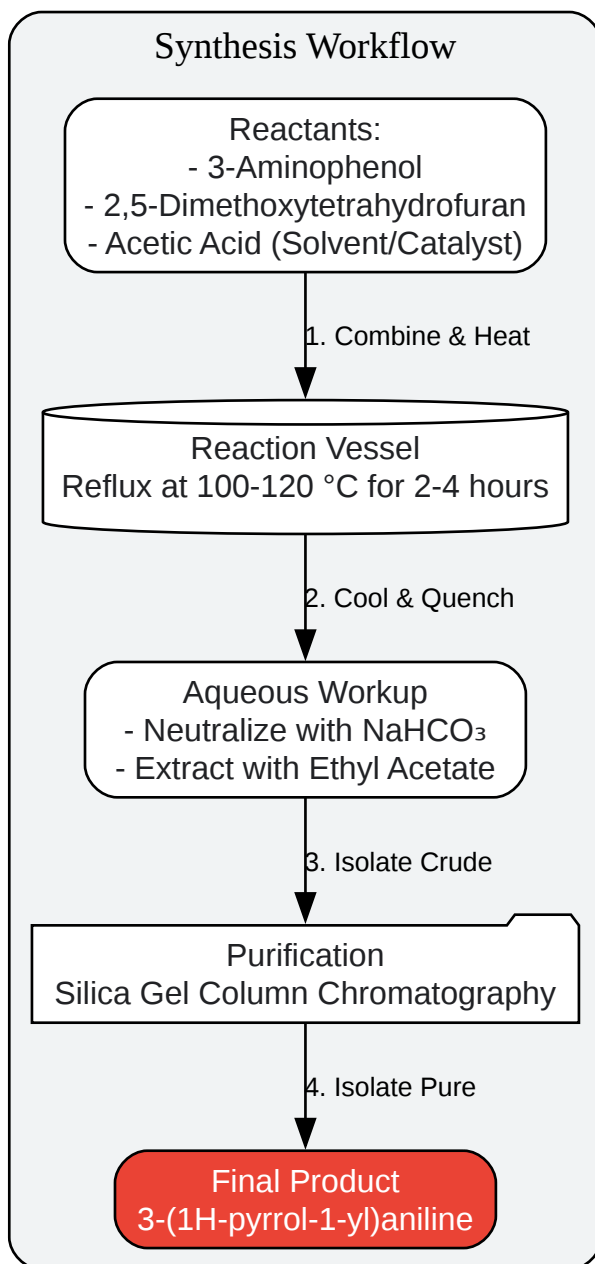 Synthesis Workflow
Reactants:
- 3-Aminophenol
- 2,5-Dimethoxytetrahydrofuran
- Acetic Acid (Solvent/Catalyst)
1. Combine & Heat
Reaction Vessel
Reflux at 100-120 °C for 2-4 hours
2. Cool & Quench
Aqueous Workup
- Neutralize with NaHCO₃
- Extract with Ethyl Acetate
3. Isolate Crude
Purification
Silica Gel Column Chromatography
4. Isolate Pure
Final Product
3-(1H-pyrrol-1-yl)aniline